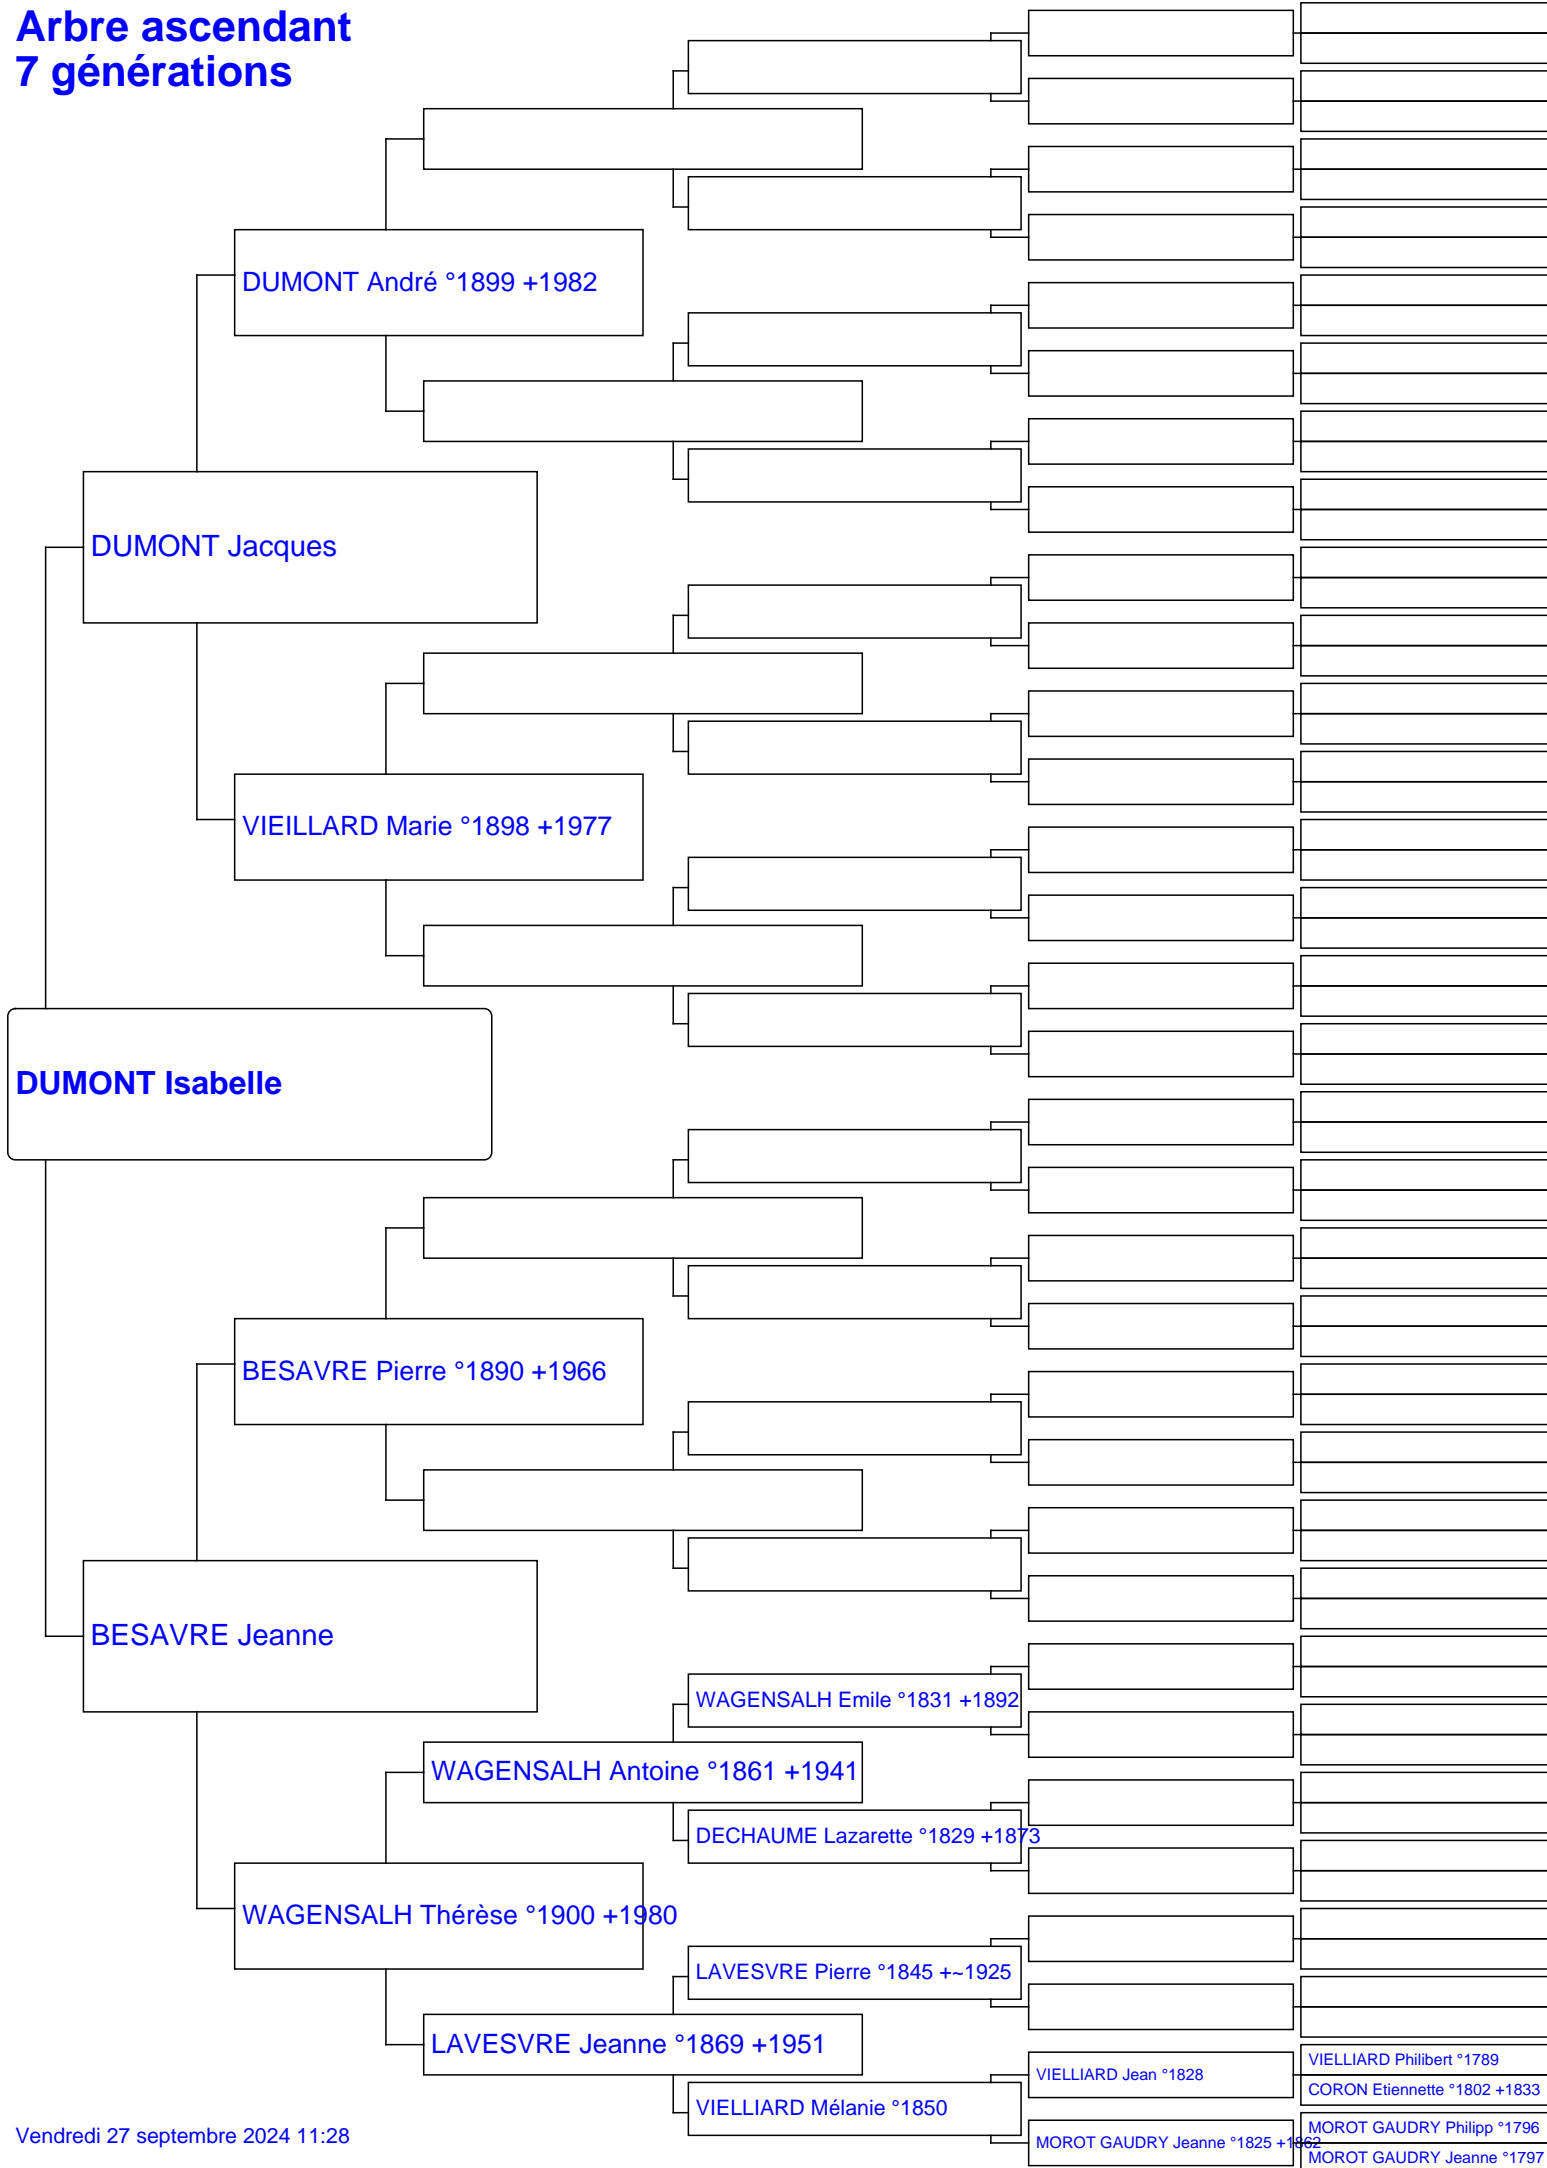 Arbre ascendant
7 générations
DUMONT André °1899 +1982
DUMONT Jacques
VIEILLARD Marie °1898 +1977
DUMONT Isabelle
BESAVRE Pierre °1890 +1966
BESAVRE Jeanne
WAGENSALH Emile °1831 +1892
WAGENSALH Antoine °1861 +1941
DECHAUME Lazarette °1829 +1873
WAGENSALH Thérèse °1900 +1980
LAVESVRE Pierre °1845 +~1925
LAVESVRE Jeanne °1869 +1951
VIELLIARD Philibert °1789
VIELLIARD Jean °1828
CORON Etiennette °1802 +1833
VIELLIARD Mélanie °1850
MOROT GAUDRY Philipp °1796
MOROT GAUDRY Jeanne °1825 +1862
MOROT GAUDRY Jeanne °1797
Vendredi 27 septembre 2024 11:28